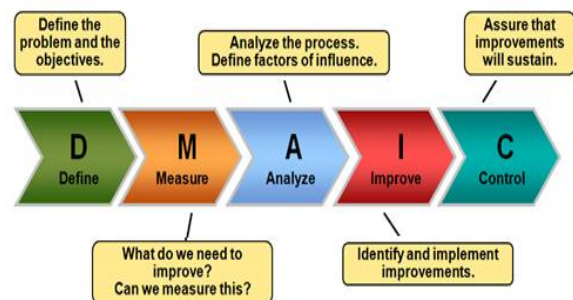 Define the
problem and the
objectives.
Analyze the process.
Define factors of influence.
Assure that
improvements
will sustain.
D
Define
M
Measure
A
Analyze
I
Improve
C
Control
What do we need to
improve?
Can we measure this?
Identify and implement
improvements.